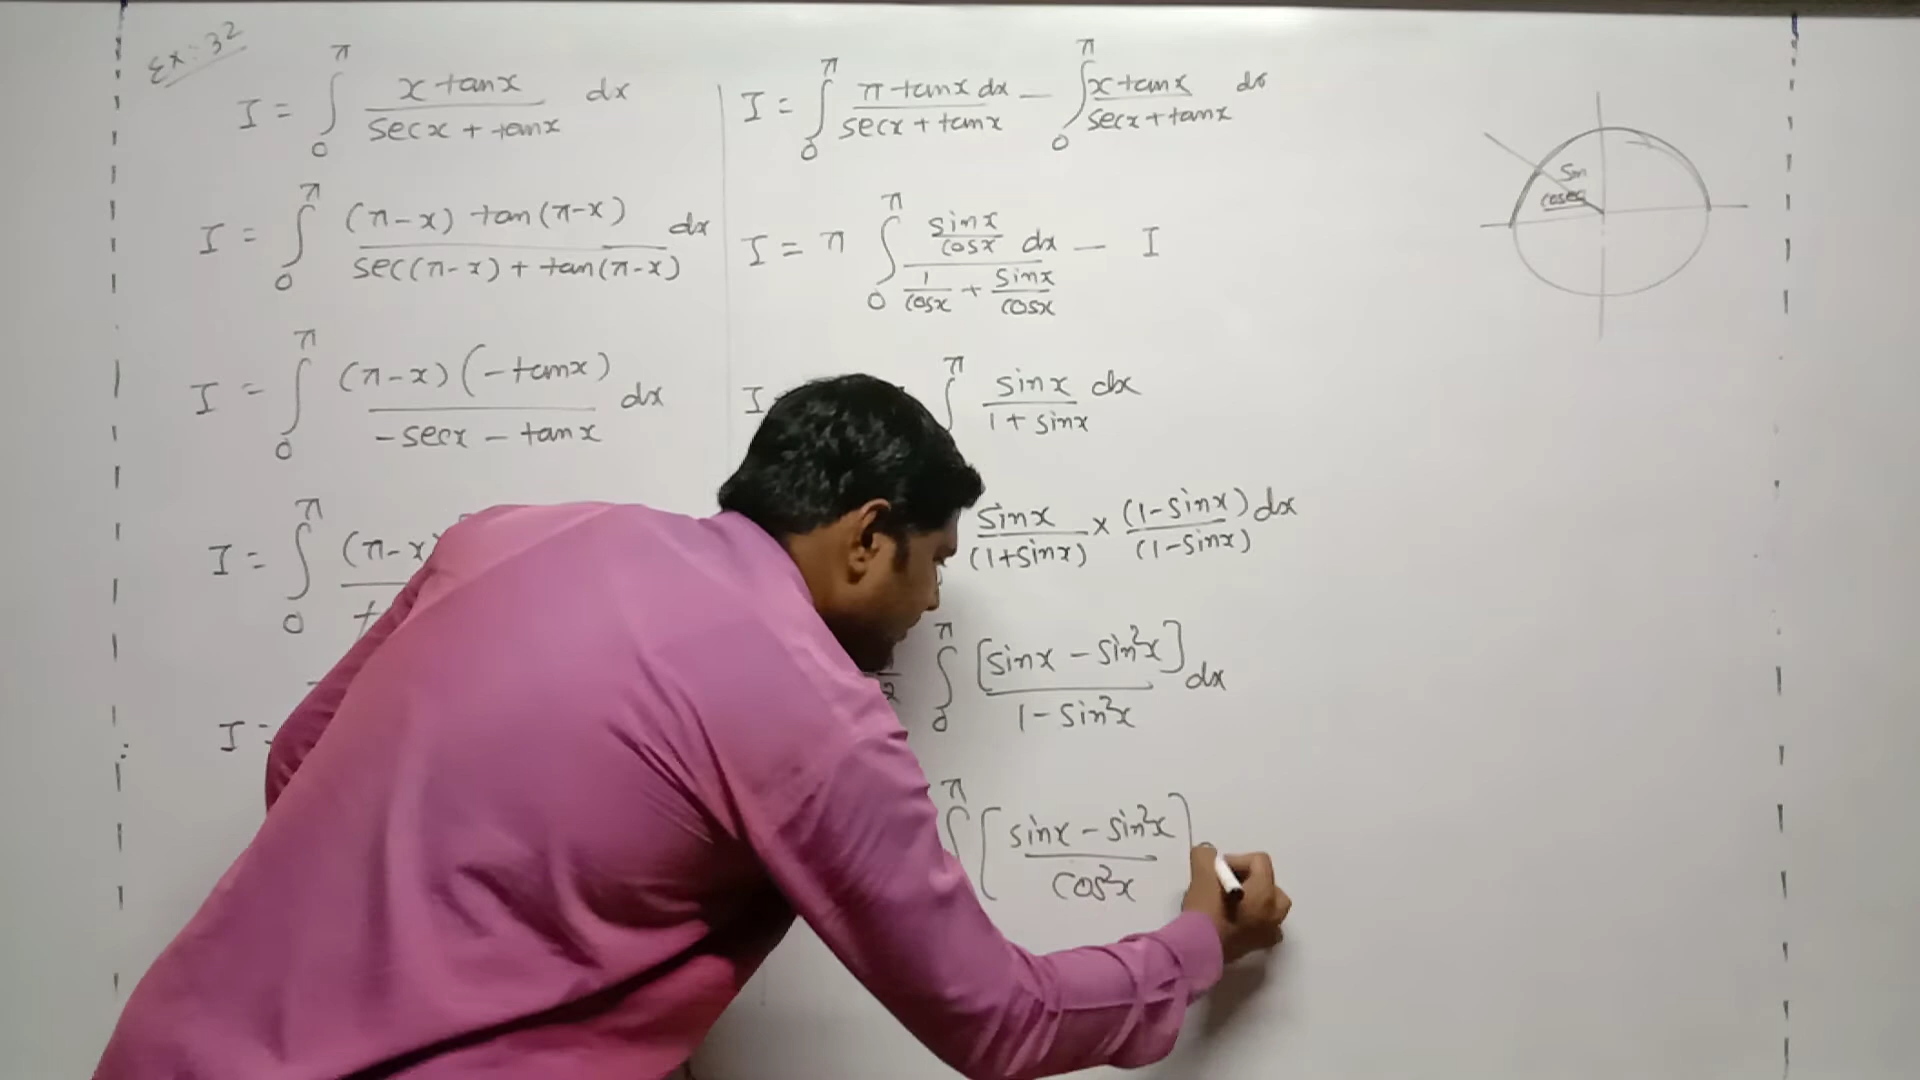 Ex: 32
I = ∫₀^π (x tanx)/(secx + tanx) dx
I = ∫₀^π ((π-x) tan(π-x))/(sec(π-x) + tan(π-x)) dx
I = ∫₀^π ((π-x)(-tanx))/(-secx - tanx) dx
I = ∫₀^π (π-x)
I =
I = ∫₀^π (π tanx dx)/(secx + tanx) - ∫₀^π (x tanx)/(secx + tanx) dx
I = π ∫₀^π (sinx/cosx dx)/(1/cosx + sinx/cosx) - I
I ∫^π sinx/(1 + sinx) dx
sinx/(1+sinx) × (1-sinx)/(1-sinx) dx
2 ∫₀^π [sinx - sin²x]/(1 - sin²x) dx
∫^π [(sinx - sin²x)/cos²x]
Sin
cosec